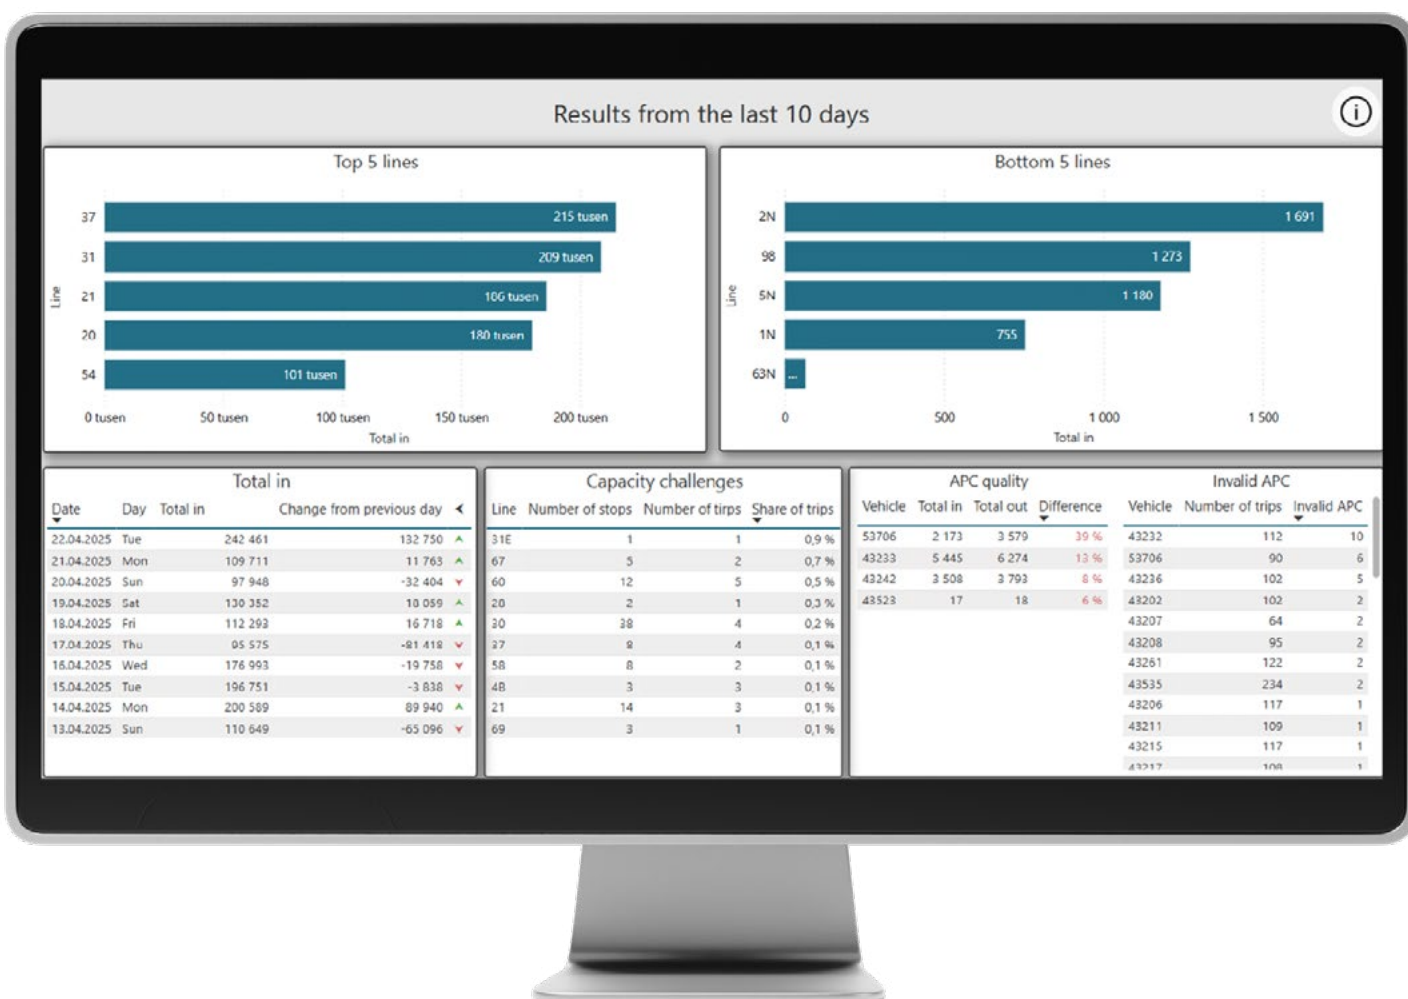 Results from the last 10 days
i
Top 5 lines
Line
37 215 tusen
31 209 tusen
21 186 tusen
20 180 tusen
54 101 tusen
0 tusen 50 tusen 100 tusen 150 tusen 200 tusen
Total in
Bottom 5 lines
Line
2N 1 691
98 1 273
5N 1 180
1N 755
63N ...
0 500 1 000 1 500
Total in
Total in
Date Day Total in Change from previous day
22.04.2025 Tue 242 461 132 750
21.04.2025 Mon 109 711 11 763
20.04.2025 Sun 97 948 -32 404
19.04.2025 Sat 130 352 18 059
18.04.2025 Fri 112 293 16 718
17.04.2025 Thu 95 575 -81 418
16.04.2025 Wed 176 993 -19 758
15.04.2025 Tue 196 751 -3 838
14.04.2025 Mon 200 589 89 940
13.04.2025 Sun 110 649 -65 096
Capacity challenges
Line Number of stops Number of tirps Share of trips
31E 1 1 0,9 %
67 5 2 0,7 %
60 12 5 0,5 %
2 1 0,3 %
30 38 4 0,2 %
37 4 0,1 %
58 8 2 0,1 %
4B 3 3 0,1 %
21 14 3 0,1 %
69 3 1 0,1 %
APC quality
Vehicle Total in Total out Difference
53706 2 173 3 579 39 %
43233 5 445 6 274 13 %
43242 3 508 3 793 8 %
43523 17 18 6 %
Invalid APC
Vehicle Number of trips Invalid APC
43232 112 10
53706 90 6
43236 102 5
43202 102 2
43207 64 2
43208 95 2
43261 122 2
43535 234 2
43206 117 1
43211 109 1
43215 117 1
43217 1